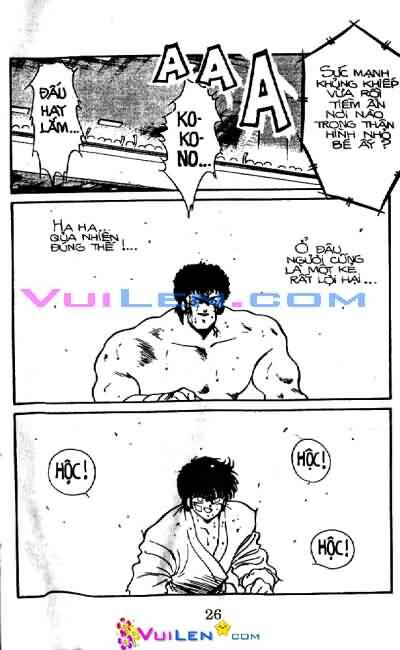 SỨC MẠNH
KHỦNG KHIẾP
VỪA RỒI
TIỀM ẨN
NƠI NÀO
TRONG THÂN
HÌNH NHỎ
BÉ ẤY?
A A A A
KO-
KO-
NO...
ĐẤU
HAY
LẮM...
Ở ĐÂU
NGƯƠI CŨNG
LÀ MỘT KẺ
RẤT LỢI HẠI...
HA HA...
QUẢ NHIÊN
ĐÚNG THẾ!...
VUILEN.COM
HỘC!
HỘC!
HỘC!
26
VUILEN.COM